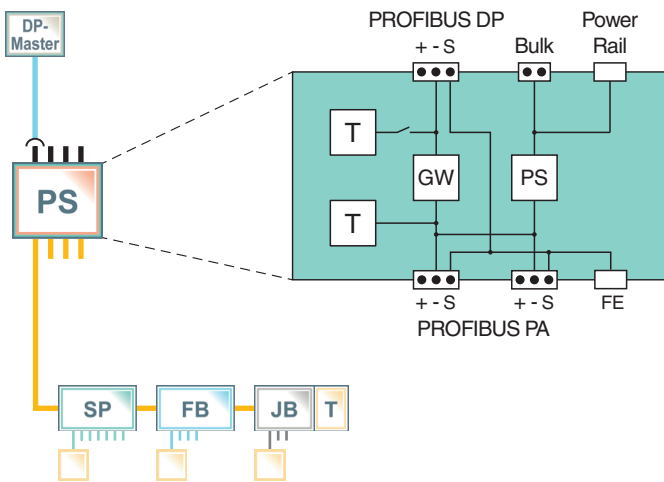 DP-
Master
PROFIBUS DP
Power
Rail
+ - S
Bulk
T
GW
PS
T
PS
+ - S
+ - S
FE
PROFIBUS PA
SP
FB
JB
T